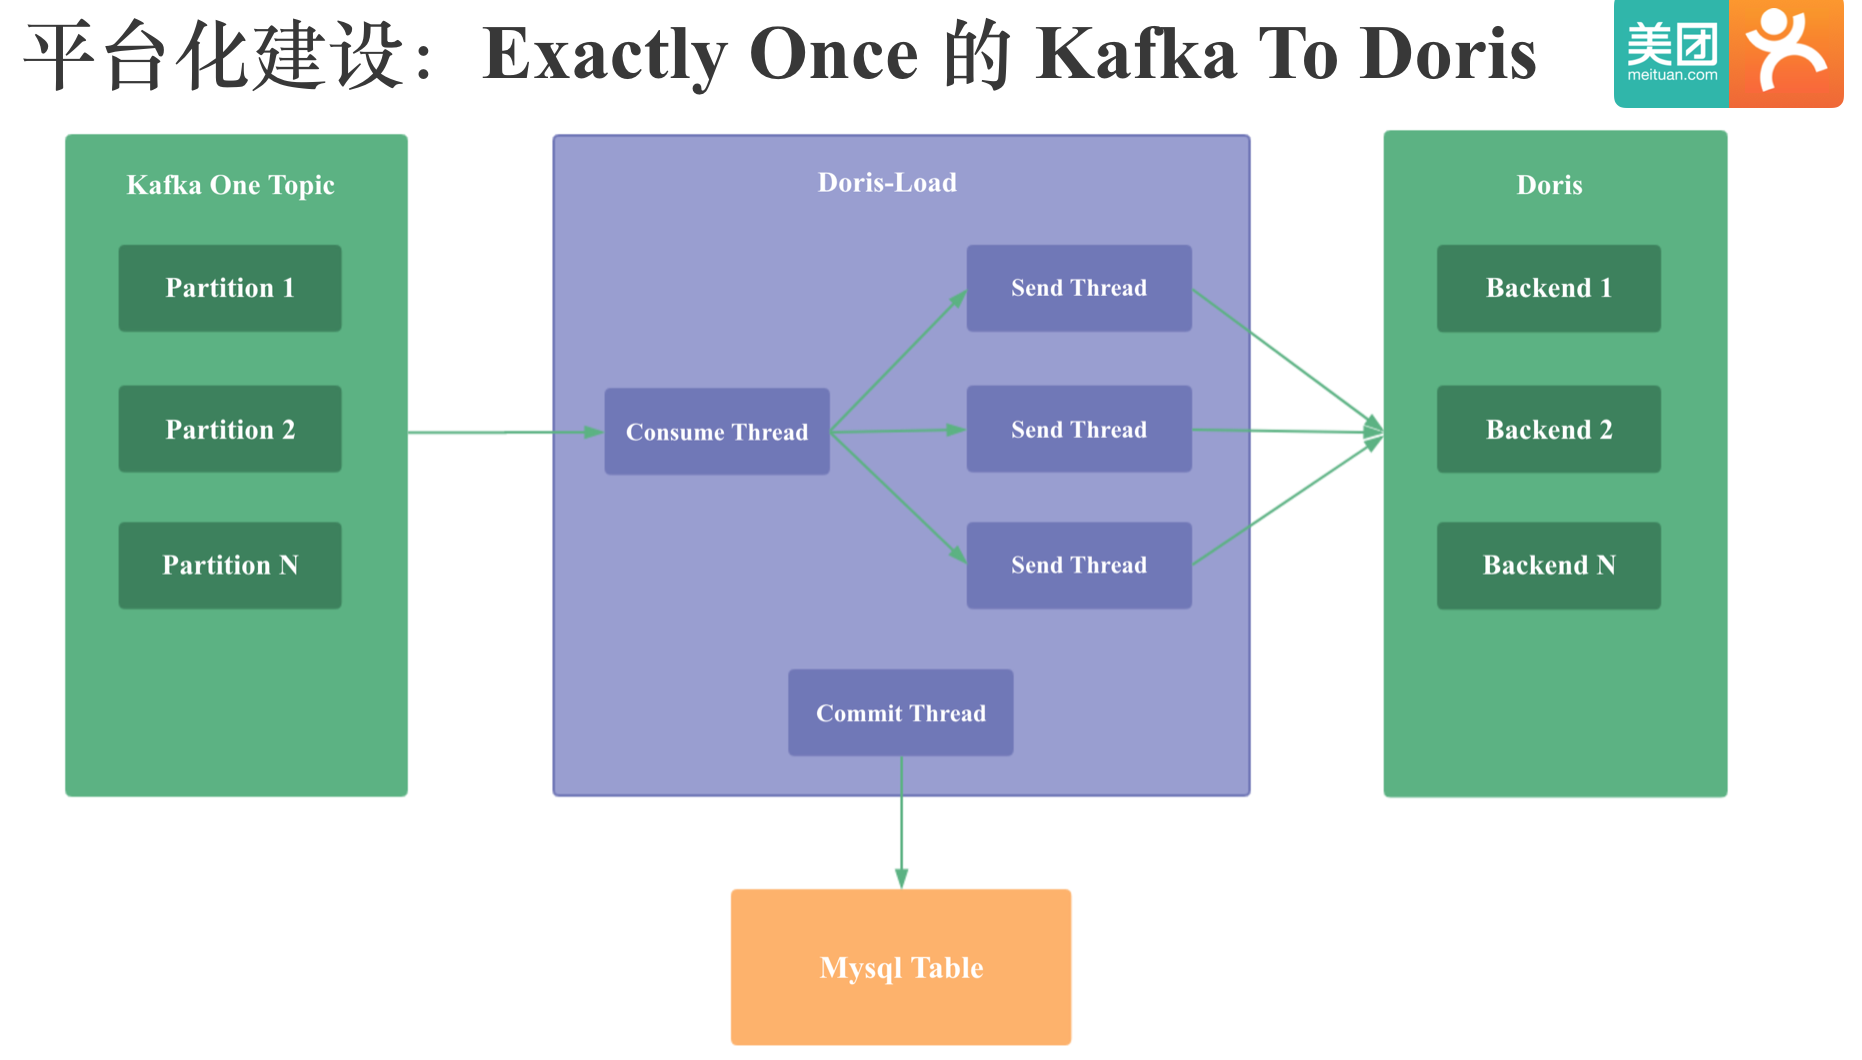 平台化建设：Exactly Once 的 Kafka To Doris
美团
meituan.com
Kafka One Topic
Partition 1
Partition 2
Partition N
Doris-Load
Consume Thread
Send Thread
Send Thread
Send Thread
Commit Thread
Doris
Backend 1
Backend 2
Backend N
Mysql Table